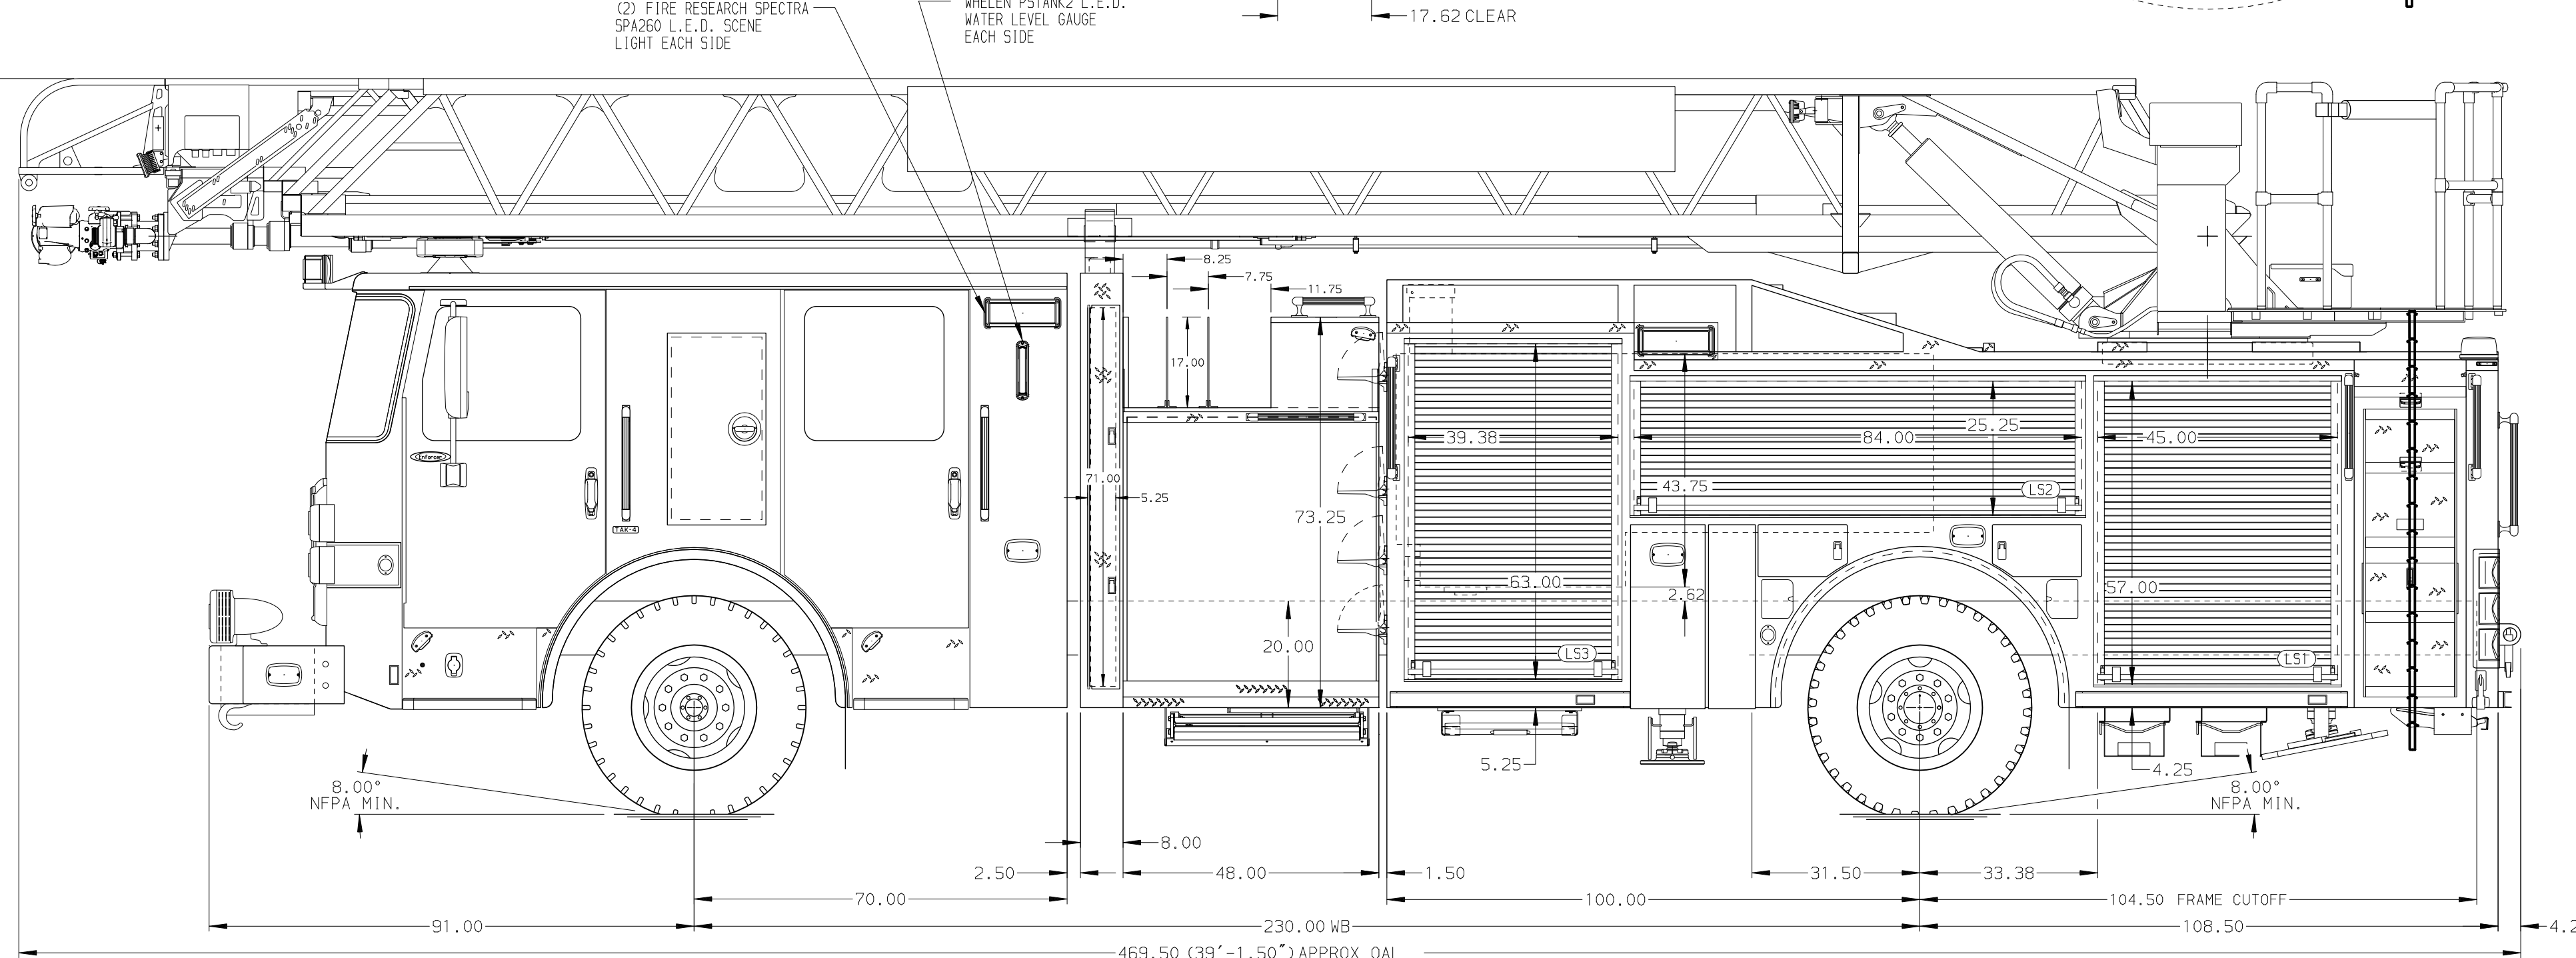 (2) FIRE RESEARCH SPECTRA
SPA260 L.E.D. SCENE
LIGHT EACH SIDE
WHELEN PSTANK2 L.E.D.
WATER LEVEL GAUGE
EACH SIDE
17.62 CLEAR
8.25
7.75
11.75
17.00
39.38
84.00
25.25
45.00
Enforcer
71.00
5.25
43.75
LS2
73.25
TAK-4
63.00
2.62
57.00
20.00
LS3
LS1
5.25
4.25
8.00°
NFPA MIN.
8.00°
NFPA MIN.
8.00
2.50
48.00
1.50
31.50
33.38
70.00
100.00
104.50 FRAME CUTOFF
91.00
230.00 WB
108.50
469.50 (39'-1.50") APPROX OAL